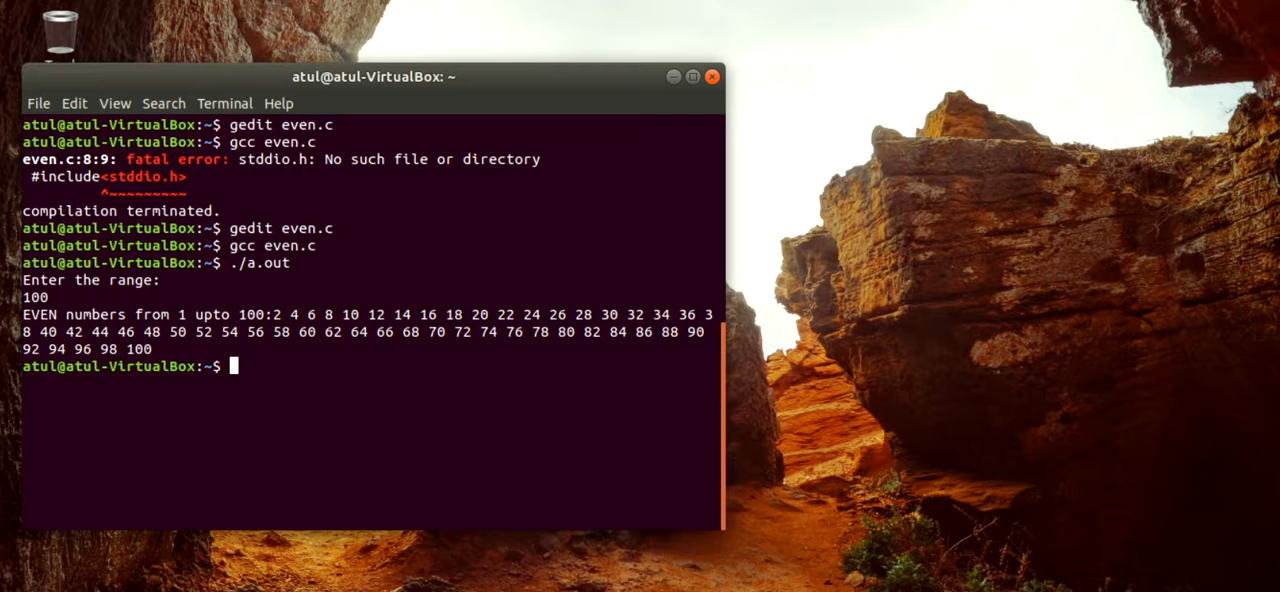 atul@atul-VirtualBox: ~
File Edit View Search Terminal Help
atul@atul-VirtualBox:~$ gedit even.c
atul@atul-VirtualBox:~$ gcc even.c
even.c:8:9: fatal error: stddio.h: No such file or directory
#include<stddio.h>
^~~~~~~~~~
compilation terminated.
atul@atul-VirtualBox:~$ gedit even.c
atul@atul-VirtualBox:~$ gcc even.c
atul@atul-VirtualBox:~$ ./a.out
Enter the range:
100
EVEN numbers from 1 upto 100:2 4 6 8 10 12 14 16 18 20 22 24 26 28 30 32 34 36 3
8 40 42 44 46 48 50 52 54 56 58 60 62 64 66 68 70 72 74 76 78 80 82 84 86 88 90
92 94 96 98 100
atul@atul-VirtualBox:~$